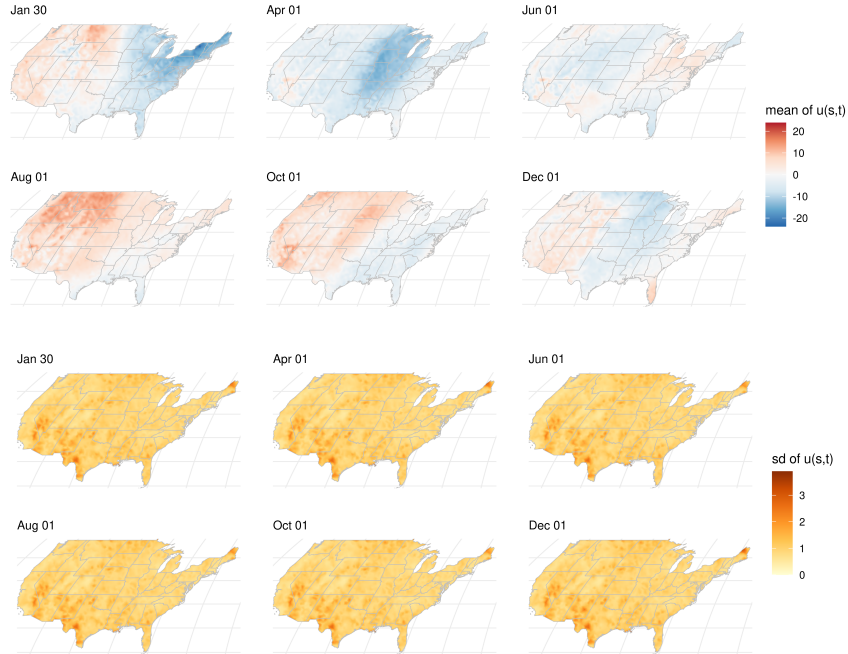 Jan 30
Apr 01
Jun 01
mean of u(s,t)
20
10
0
-10
-20
Aug 01
Oct 01
Dec 01
Jan 30
Apr 01
Jun 01
sd of u(s,t)
3
2
1
0
Aug 01
Oct 01
Dec 01